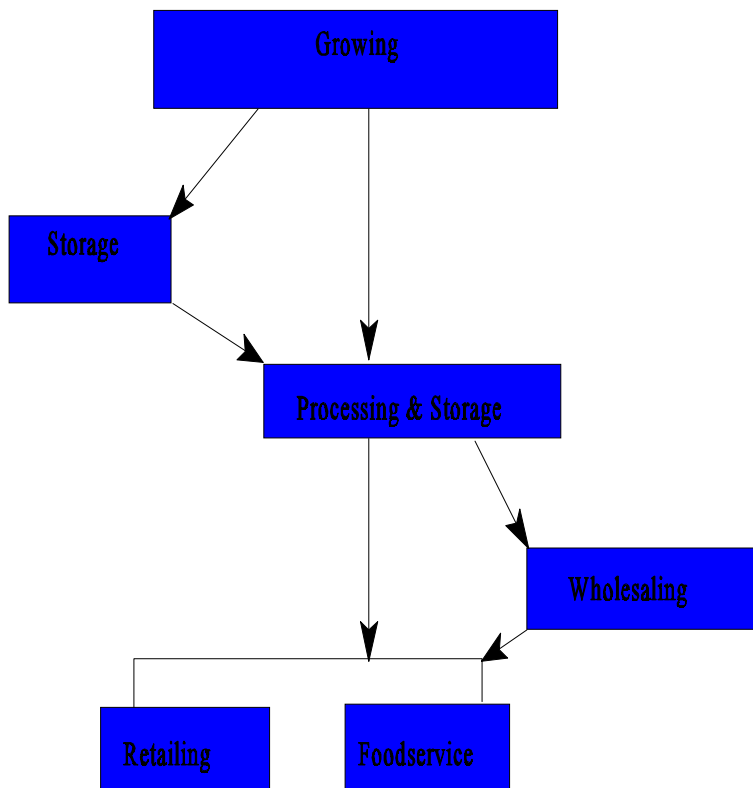 Growing
Storage
Processing & Storage
Wholesaling
Retailing
Foodservice